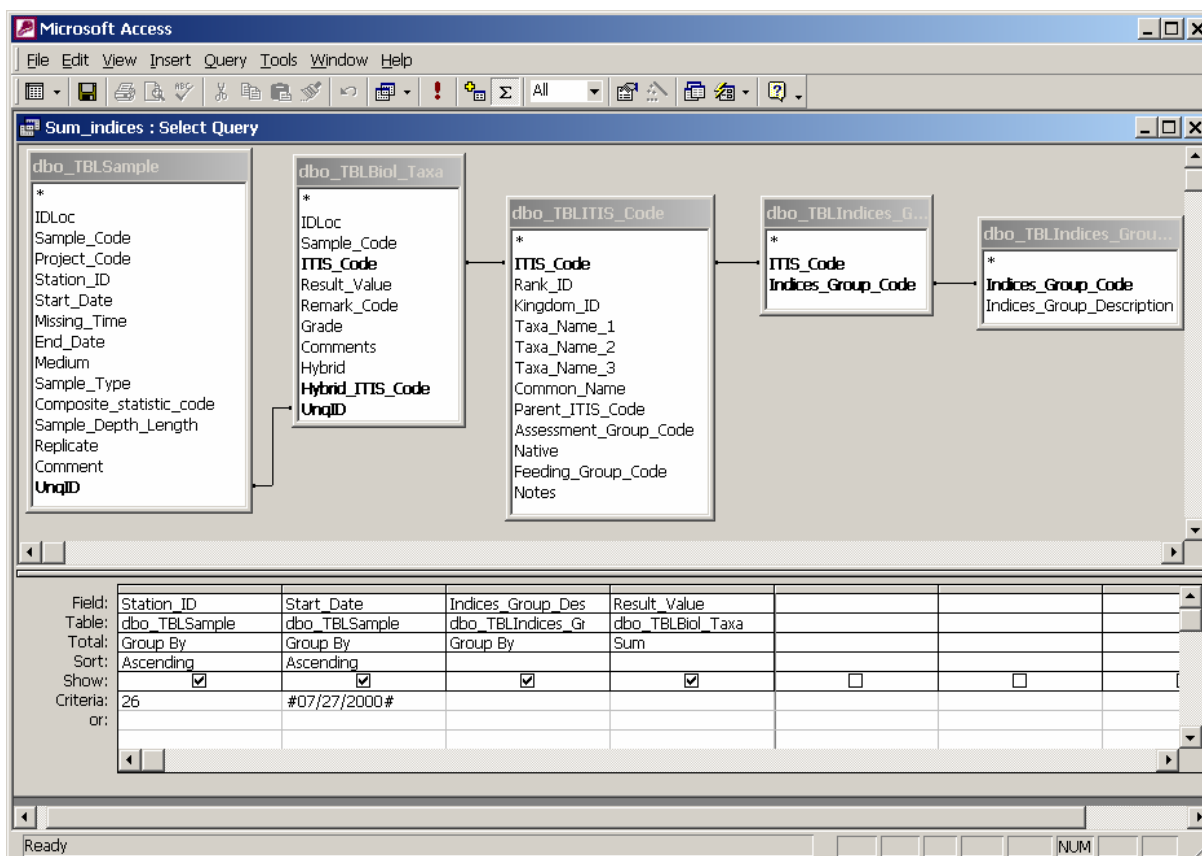 Microsoft Access
File Edit View Insert Query Tools Window Help
ABC All Σ
Sum_indices : Select Query
dbo_TBLSample
*
IDLoc
Sample_Code
Project_Code
Station_ID
Start_Date
Missing_Time
End_Date
Medium
Sample_Type
Composite_statistic_code
Sample_Depth_Length
Replicate
Comment
UnqID
dbo_TBLBiol_Taxa
*
IDLoc
Sample_Code
ITIS_Code
Result_Value
Remark_Code
Grade
Comments
Hybrid
Hybrid_ITIS_Code
UnqID
dbo_TBLITIS_Code
*
ITIS_Code
Rank_ID
Kingdom_ID
Taxa_Name_1
Taxa_Name_2
Taxa_Name_3
Common_Name
Parent_ITIS_Code
Assessment_Group_Code
Native
Feeding_Group_Code
Notes
dbo_TBLIndices_G...
*
ITIS_Code
Indices_Group_Code
dbo_TBLIndices_Grou...
*
Indices_Group_Code
Indices_Group_Description
Field: Station_ID Start_Date Indices_Group_Des Result_Value
Table: dbo_TBLSample dbo_TBLSample dbo_TBLIndices_Gr dbo_TBLBiol_Taxa
Total: Group By Group By Group By Sum
Sort: Ascending Ascending
Show:
Criteria: 26 #07/27/2000#
or:
Ready NUM